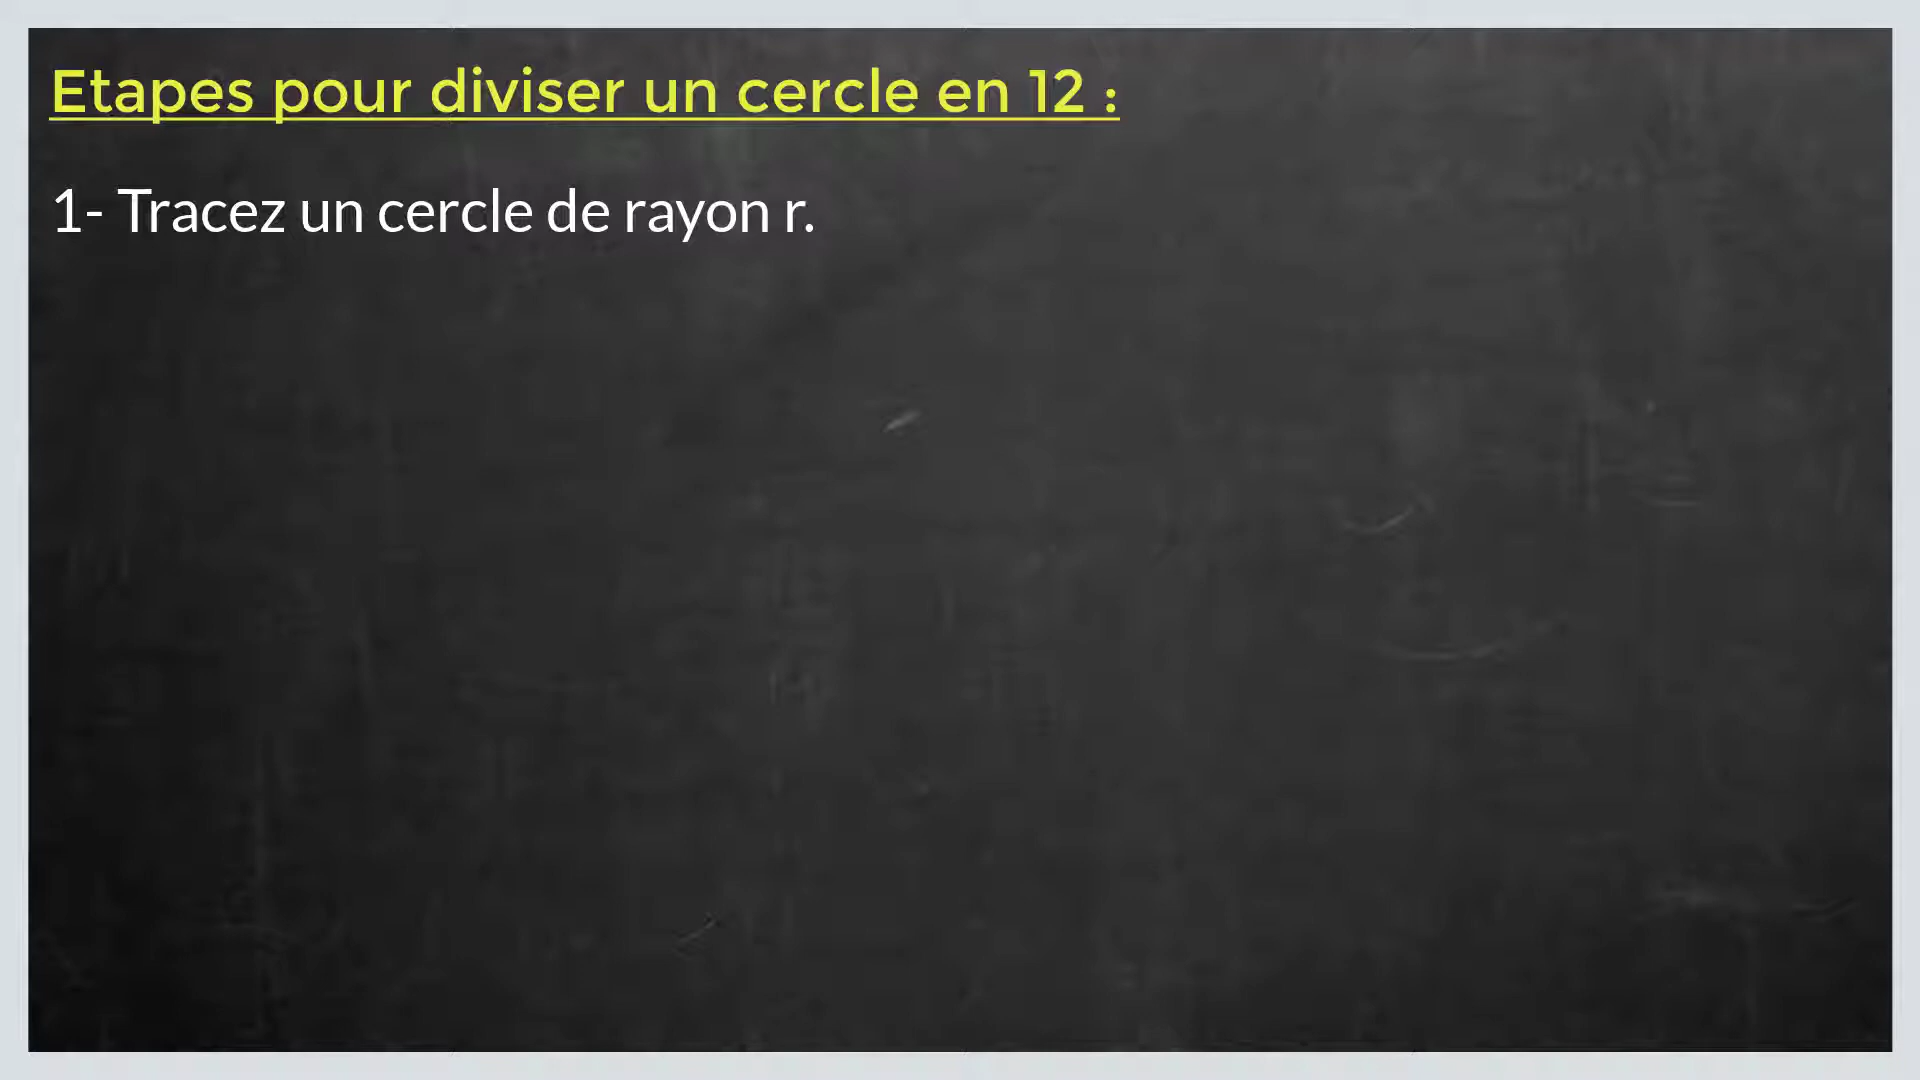 Etapes pour diviser un cercle en 12 :
1- Tracez un cercle de rayon r.